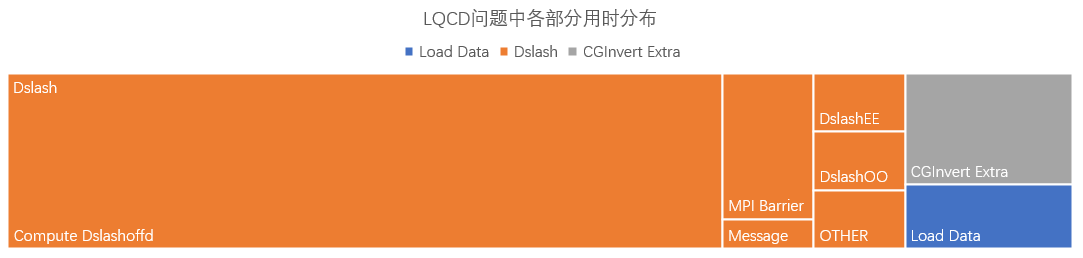 LQCD问题中各部分用时分布
Load Data Dslash CGInvert Extra
Dslash
Compute Dslashoffd
MPI Barrier
Message
DslashEE
DslashOO
OTHER
CGInvert Extra
Load Data